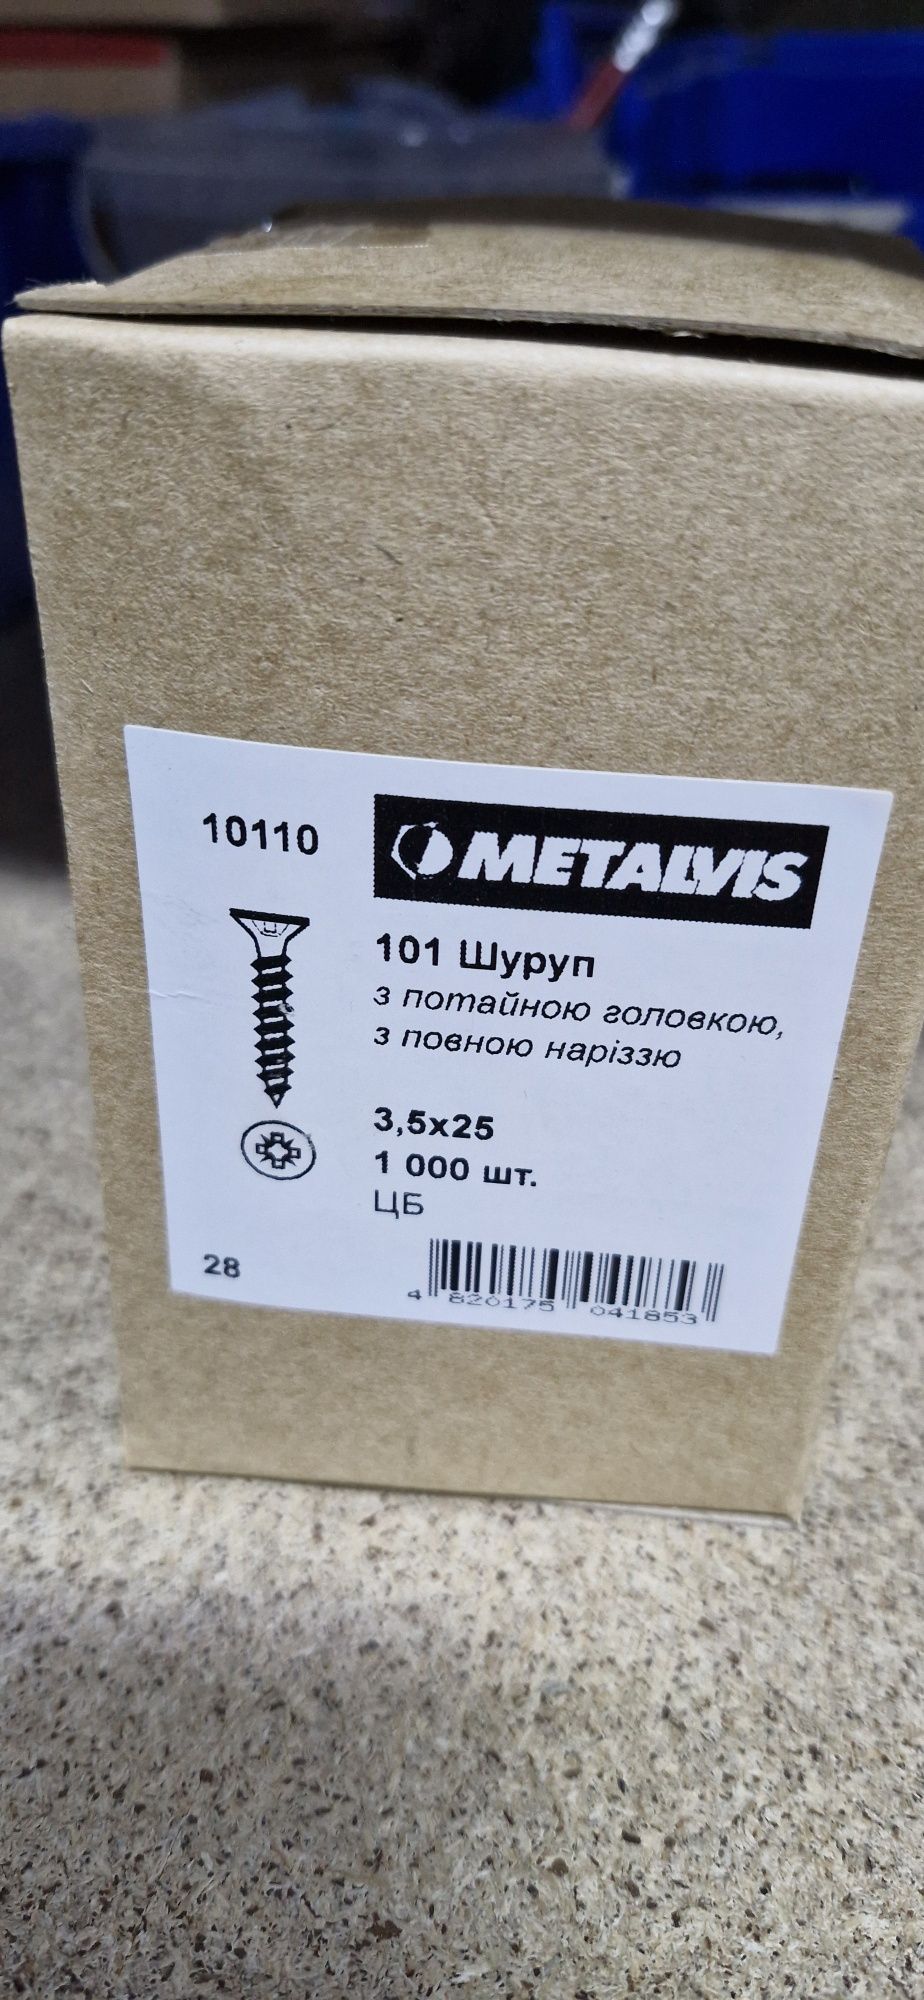 10110
METALVIS
101 Шуруп
з потайною головкою,
з повною наріззю
3,5x25
1 000 шт.
ЦБ
28
4 820175 041853